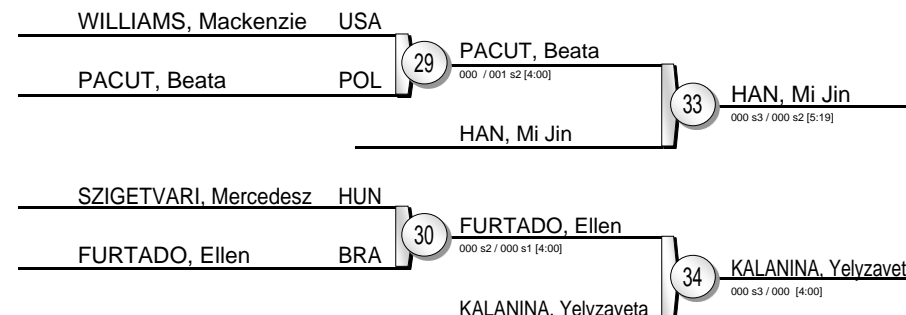 WILLIAMS, Mackenzie USA
29
PACUT, Beata
000 / 001 s2 [4:00]
PACUT, Beata POL
33
HAN, Mi Jin
000 s3 / 000 s2 [5:19]
HAN, Mi Jin
SZIGETVARI, Mercedesz HUN
30
FURTADO, Ellen
000 s2 / 000 s1 [4:00]
FURTADO, Ellen BRA
34
KALANINA, Yelyzavet
000 s3 / 000 [4:00]
KALANINA, Yelyzaveta